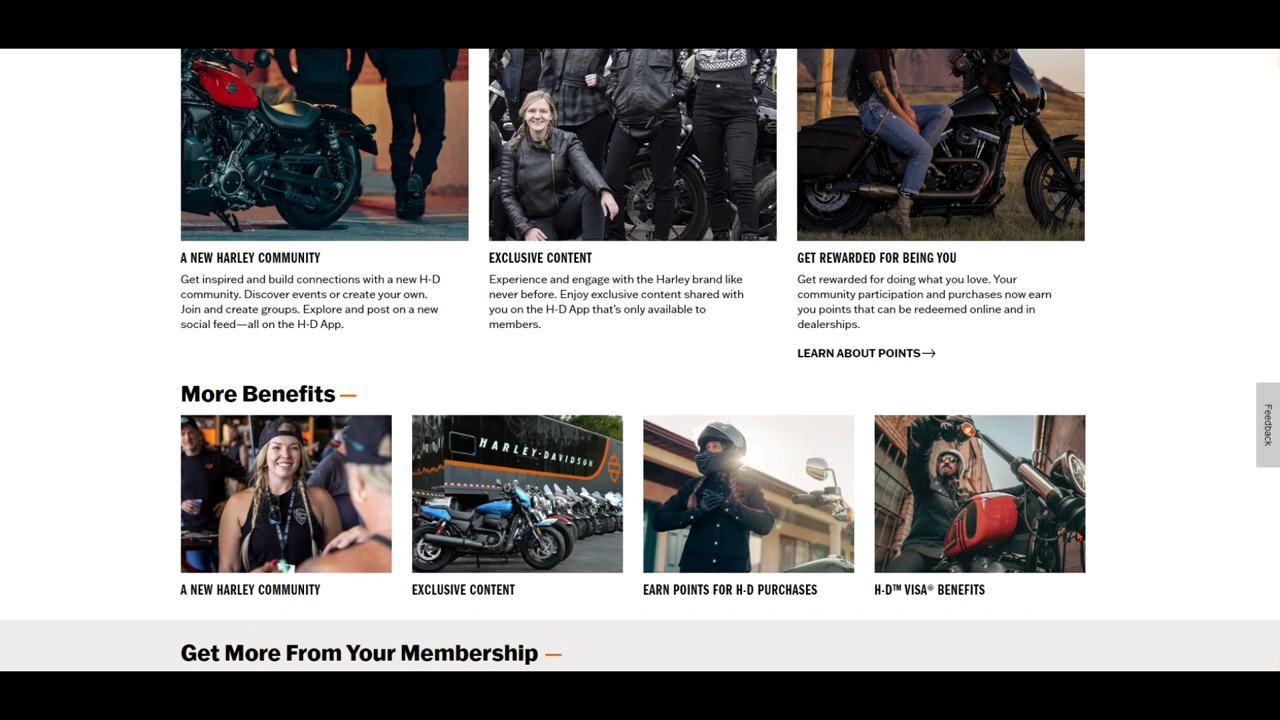 A NEW HARLEY COMMUNITY
Get inspired and build connections with a new H-D
community. Discover events or create your own.
Join and create groups. Explore and post on a new
social feed—all on the H-D App.
EXCLUSIVE CONTENT
Experience and engage with the Harley brand like
never before. Enjoy exclusive content shared with
you on the H-D App that's only available to
members.
GET REWARDED FOR BEING YOU
Get rewarded for doing what you love. Your
community participation and purchases now earn
you points that can be redeemed online and in
dealerships.
LEARN ABOUT POINTS
Feedback
More Benefits —
HARLEY-DAVIDSON
A NEW HARLEY COMMUNITY
EXCLUSIVE CONTENT
EARN POINTS FOR H-D PURCHASES
H-D™ VISA® BENEFITS
Get More From Your Membership —